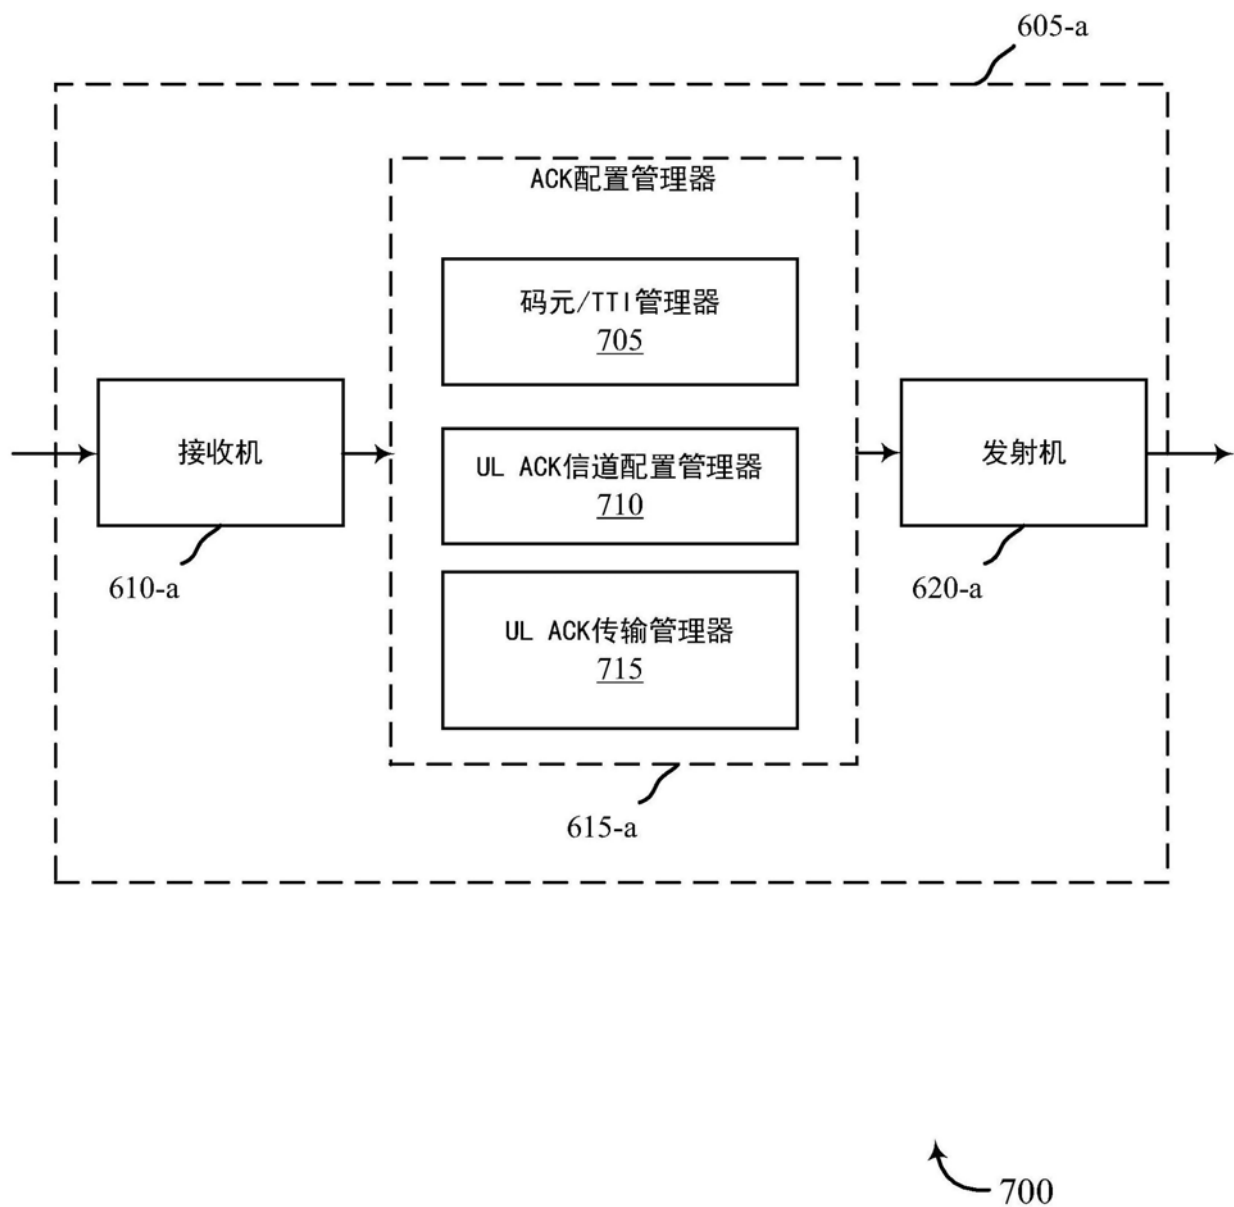 605-a
ACK配置管理器
码元/TTI管理器
705
接收机
UL ACK信道配置管理器
710
发射机
610-a
620-a
UL ACK传输管理器
715
615-a
700